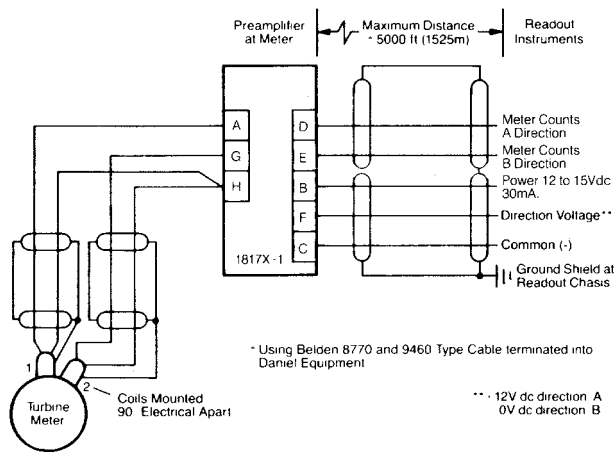 Preamplifier
at Meter
Maximum Distance
* 5000 ft (1525m)
Readout
Instruments
A
G
H
D
E
B
F
C
1817X-1
Meter Counts
A Direction
Meter Counts
B Direction
Power 12 to 15Vdc
30mA.
Direction Voltage**
Common (-)
Ground Shield at
Readout Chasis
1
2
Turbine
Meter
Coils Mounted
90 Electrical Apart
* Using Belden 8770 and 9460 Type Cable terminated into
Daniel Equipment
** · 12V dc direction A
0V dc direction B